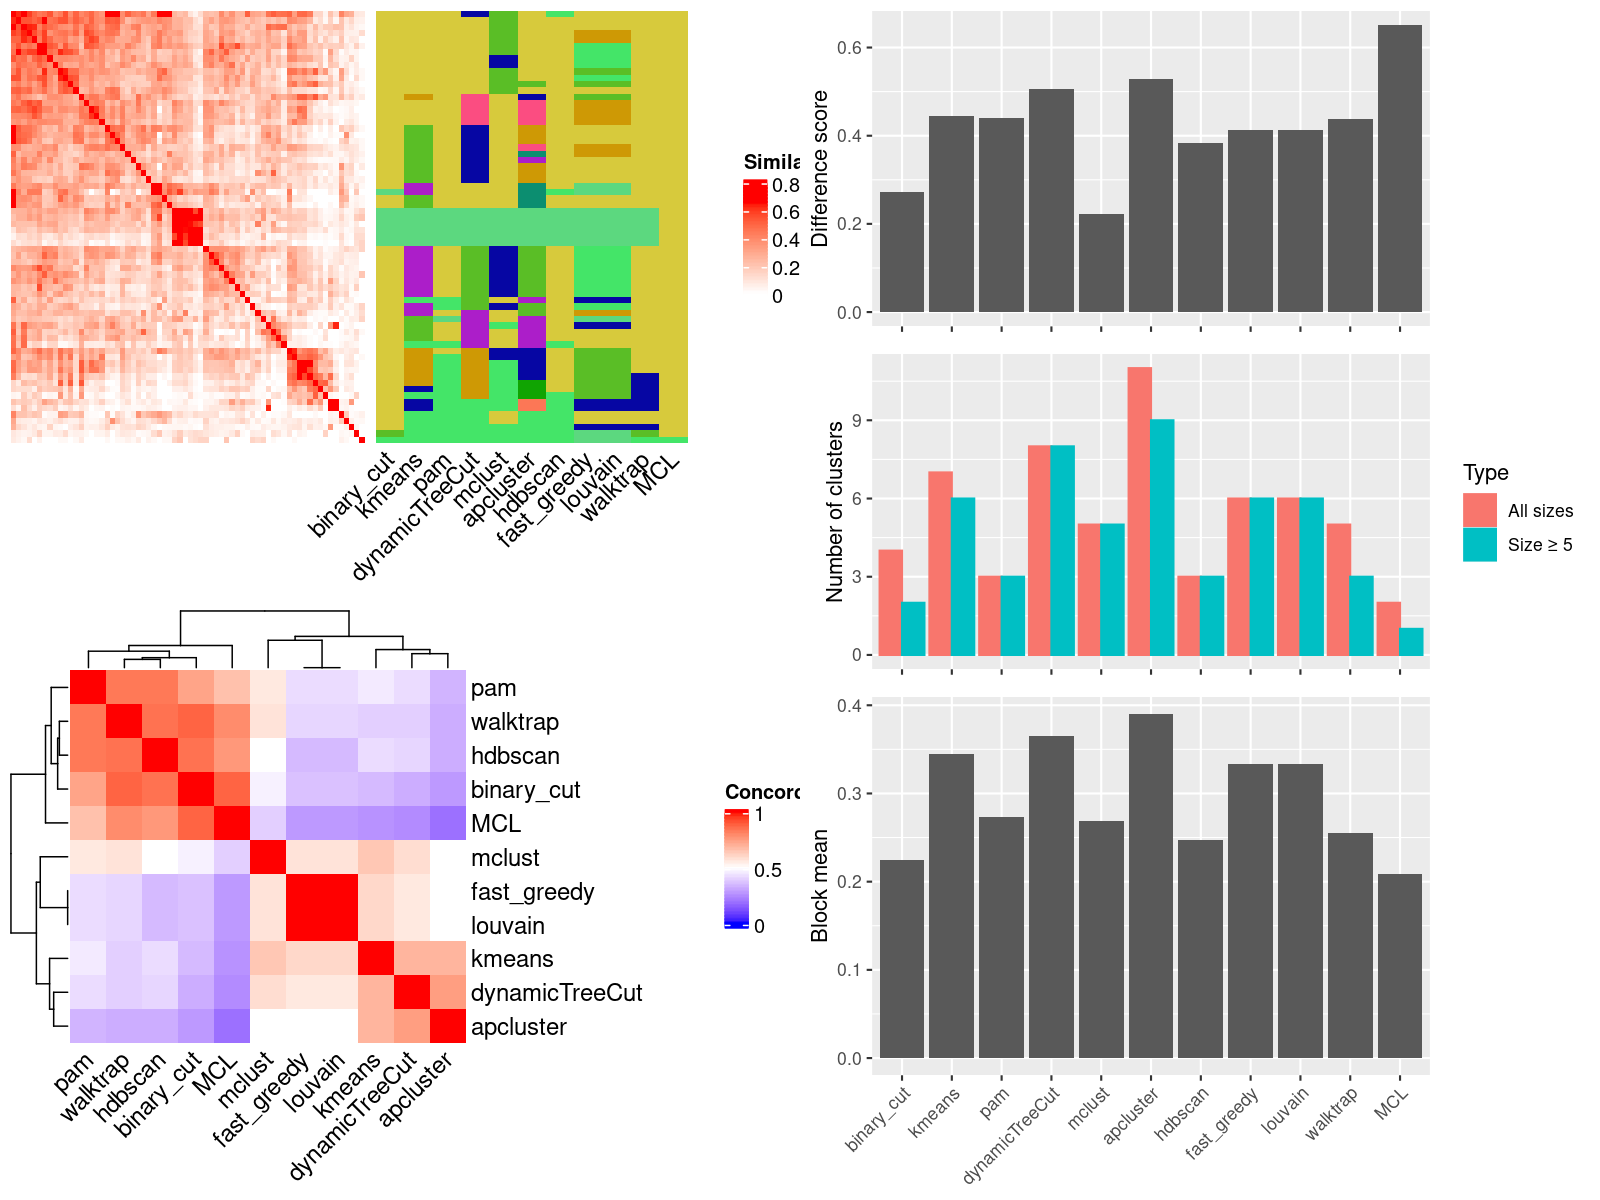 Simila
0.8
0.6
0.4
0.2
0
binary_cut
kmeans
pam
dynamicTreeCut
mclust
apcluster
hdbscan
fast_greedy
louvain
walktrap
MCL
pam
walktrap
hdbscan
binary_cut
MCL
mclust
fast_greedy
louvain
kmeans
dynamicTreeCut
apcluster
Concord
1
0.5
0
pam
walktrap
hdbscan
binary_cut
MCL
mclust
fast_greedy
louvain
kmeans
dynamicTreeCut
apcluster
Difference score
0.6
0.4
0.2
0.0
Number of clusters
9
6
3
0
Type
All sizes
Size ≥ 5
Block mean
0.4
0.3
0.2
0.1
0.0
binary_cut
kmeans
pam
dynamicTreeCut
mclust
apcluster
hdbscan
fast_greedy
louvain
walktrap
MCL